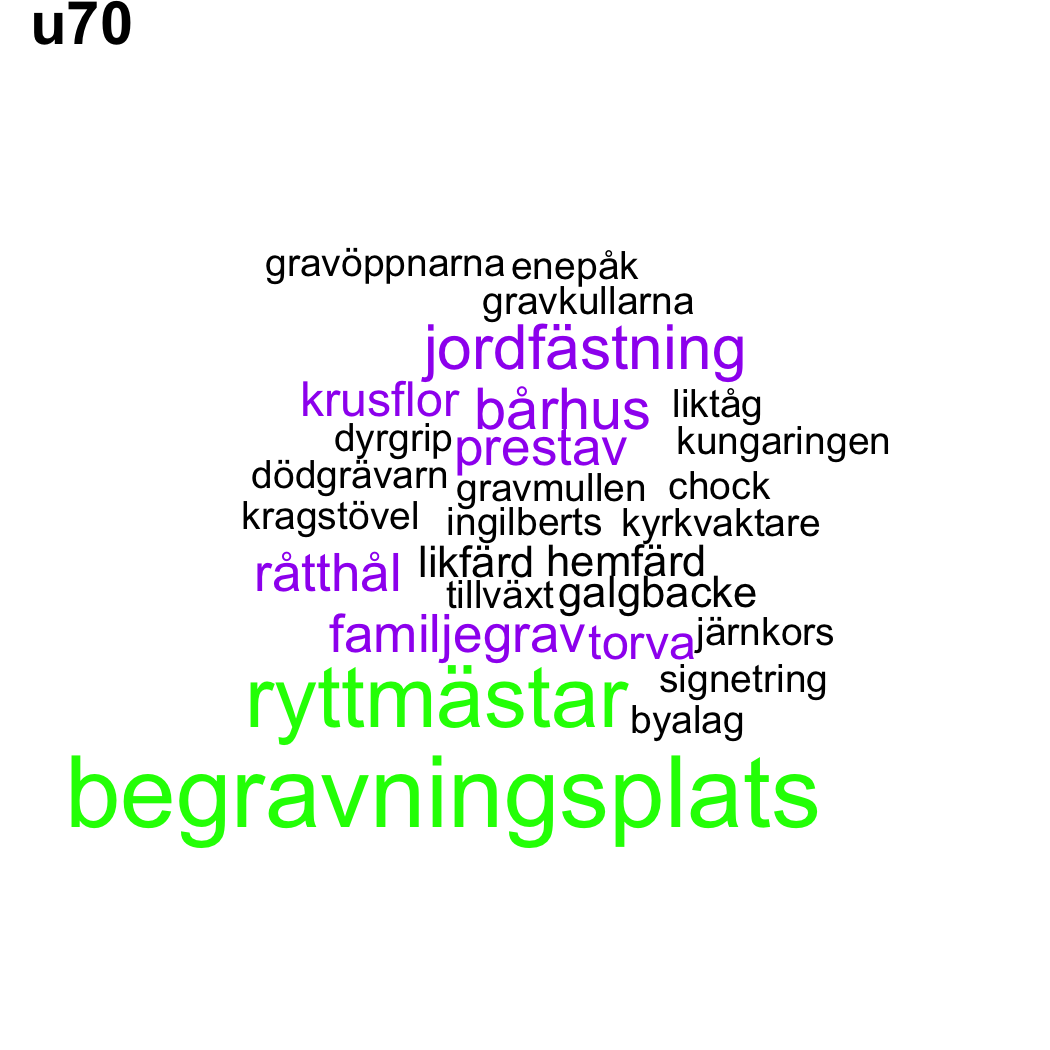 u70
gravöppnarna enepåk
gravkullarna
jordfästning
krusflor bårhus liktåg
dyrgrip prestav kungaringen
dödgrävarn gravmullen chock
kragstövel ingilberts kyrkvaktare
råtthål likfärd hemfärd
tillväxt galgbacke
familjegrav torva järnkors
ryttmästar signetring
byalag
begravningsplats